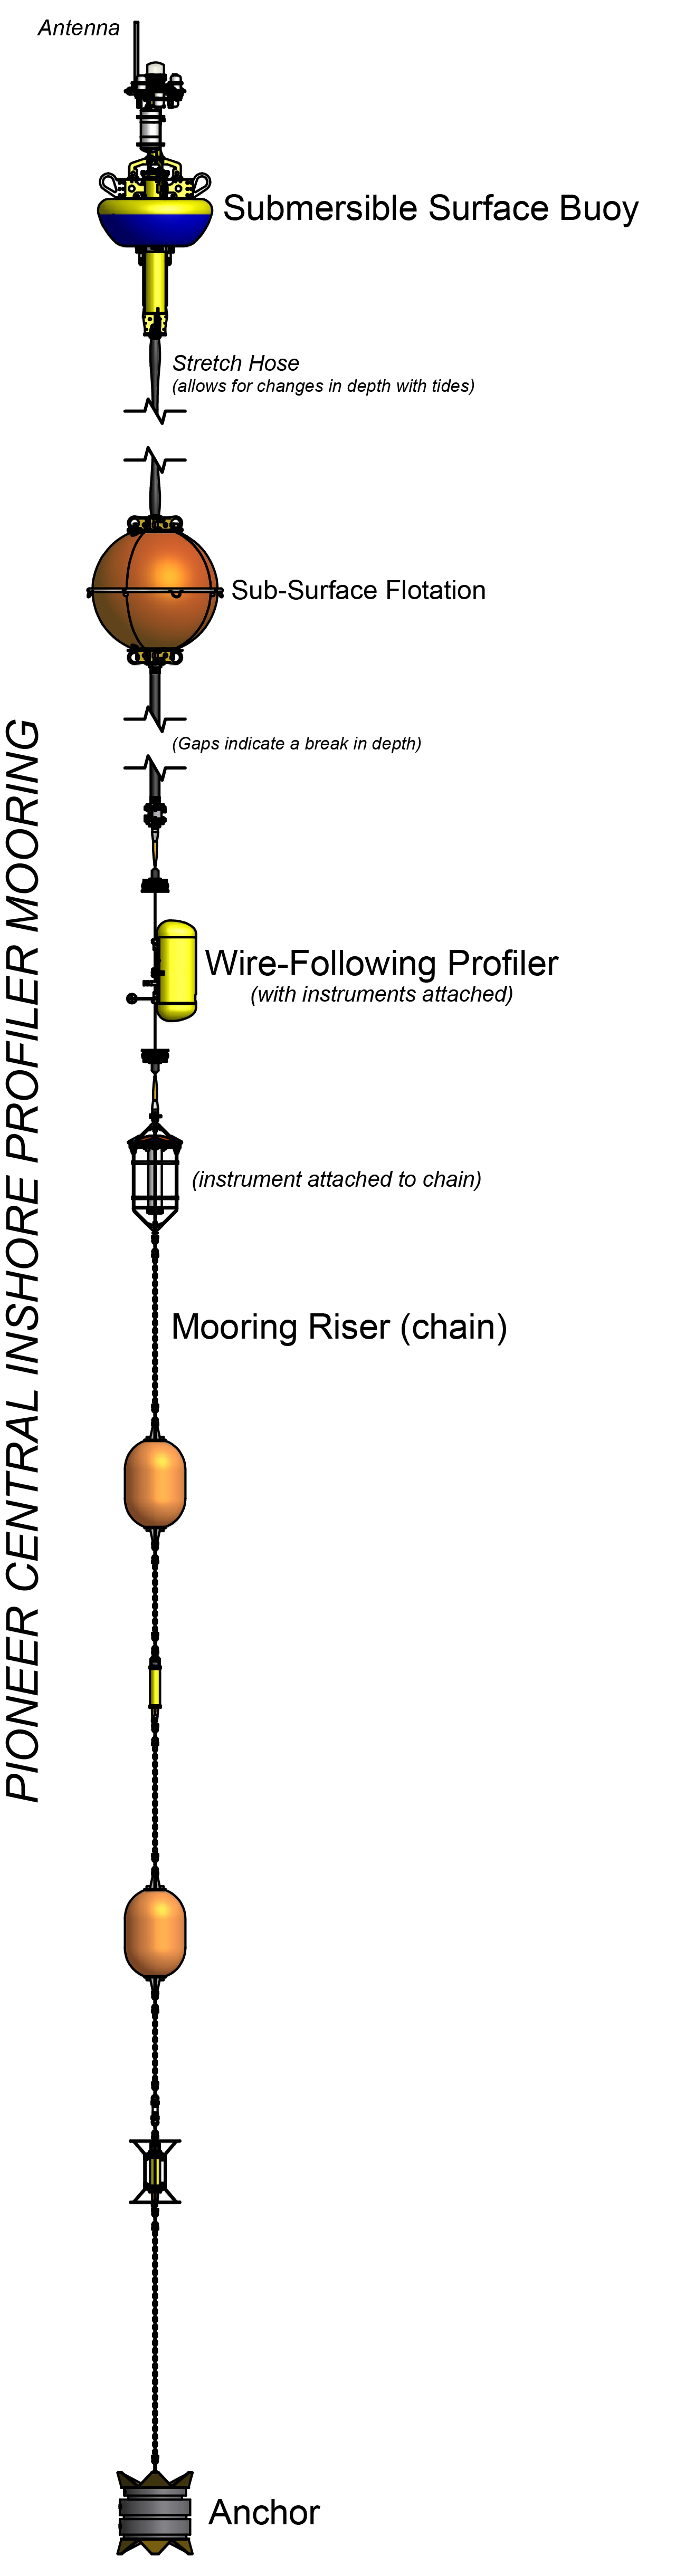 Antenna
Submersible Surface Buoy
Stretch Hose
(allows for changes in depth with tides)
Sub-Surface Flotation
(Gaps indicate a break in depth)
PIONEER CENTRAL INSHORE PROFILER MOORING
Wire-Following Profiler
(with instruments attached)
(instrument attached to chain)
Mooring Riser (chain)
Anchor